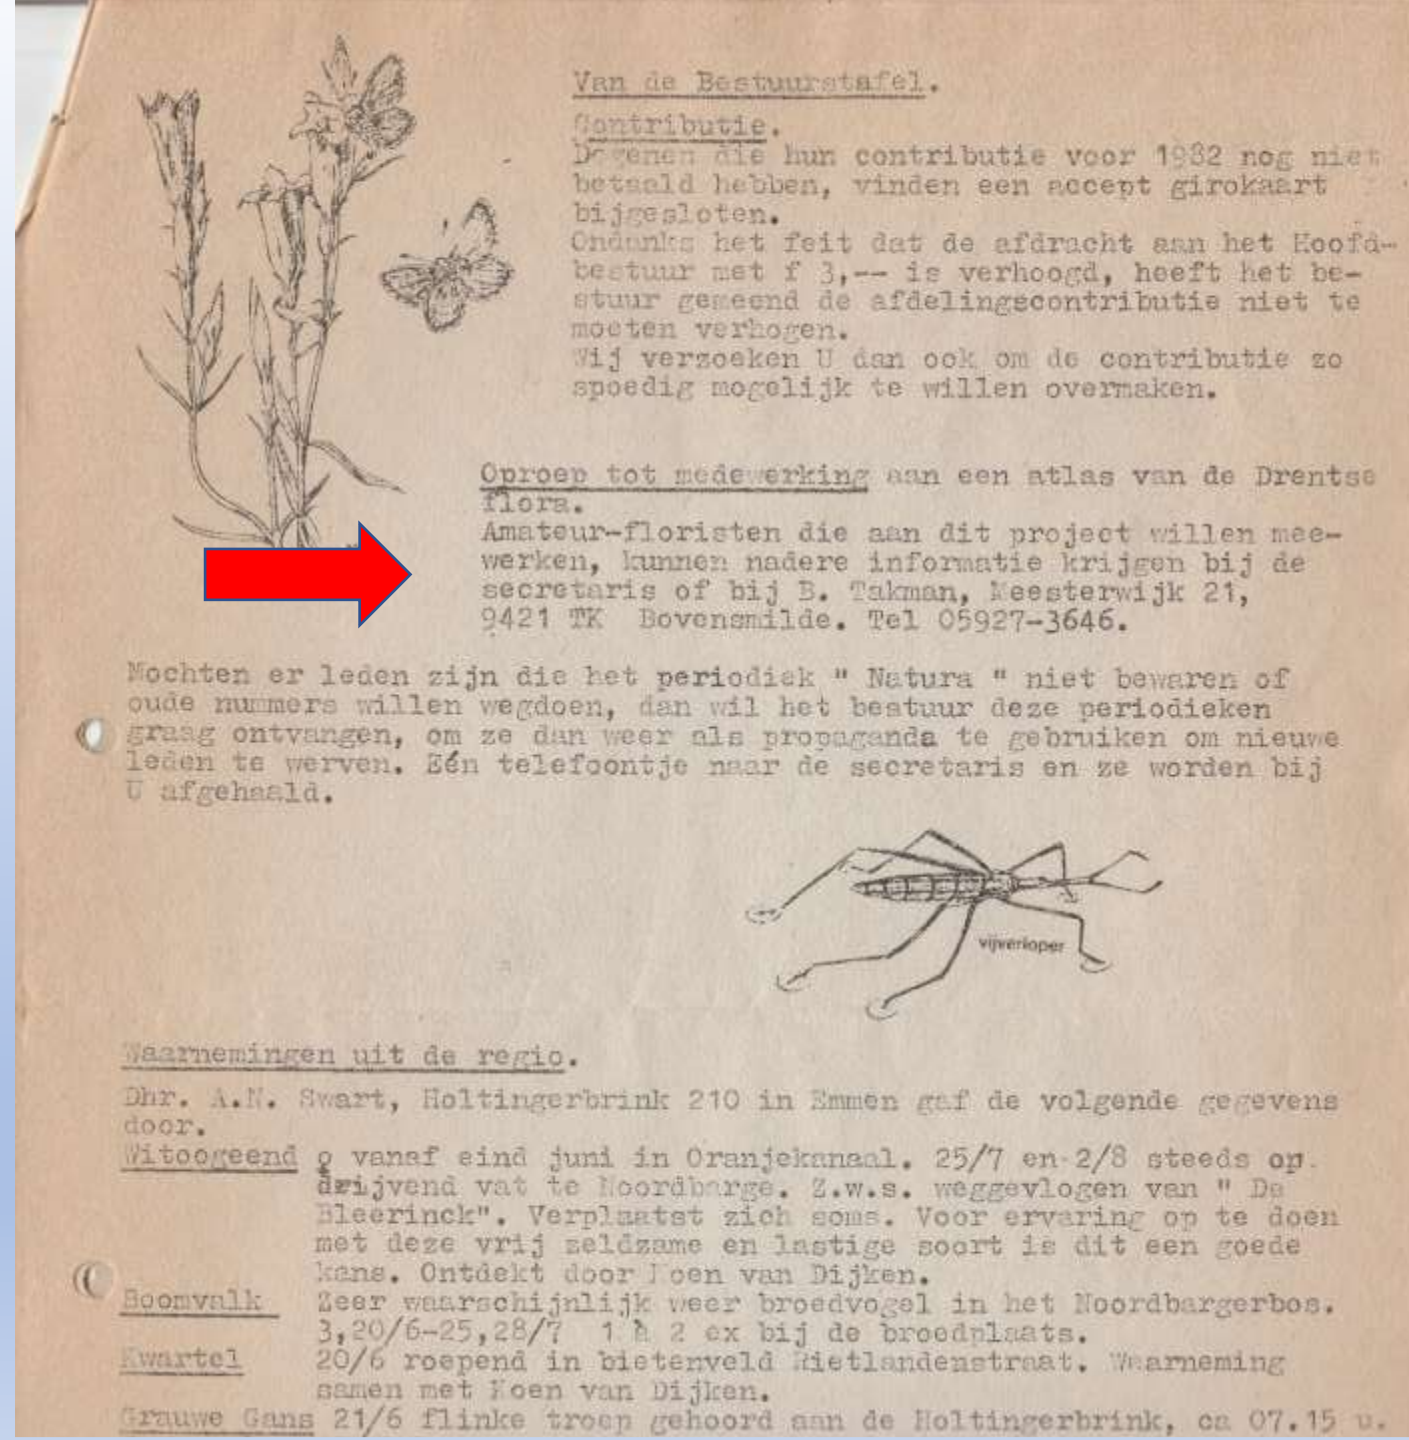 Van de Bestuurstafel.
Contributie.
Degenen die hun contributie voor 1982 nog niet
betaald hebben, vinden een accept girokaart
bijgesloten.
Ondanks het feit dat de afdracht aan het Hoofd-
bestuur met f 3,-- is verhoogd, heeft het be-
stuur gemeend de afdelingscontributie niet te
moeten verhogen.
Wij verzoeken U dan ook om de contributie zo
spoedig mogelijk te willen overmaken.
Oproep tot medewerking aan een atlas van de Drentse
flora.
Amateur-floristen die aan dit project willen mee-
werken, kunnen nadere informatie krijgen bij de
secretaris of bij B. Takman, Meesterwijk 21,
9421 TK Bovensmilde. Tel 05927-3646.
Mochten er leden zijn die het periodiek " Natura " niet bewaren of
oude nummers willen wegdoen, dan wil het bestuur deze periodieken
graag ontvangen, om ze dan weer als propaganda te gebruiken om nieuwe
leden te werven. Eén telefoontje naar de secretaris en ze worden bij
U afgehaald.
vijverloper
Waarnemingen uit de regio.
Dhr. A.N. Swart, Holtingerbrink 210 in Emmen gaf de volgende gegevens
door.
Witoogeend ♀ vanaf eind juni in Oranjekanaal. 25/7 en 2/8 steeds op
drijvend vat te Noordbarge. Z.w.s. weggevlogen van " De
Bleerinck". Verplaatst zich soms. Voor ervaring op te doen
met deze vrij zeldzame en lastige soort is dit een goede
kans. Ontdekt door Koen van Dijken.
Boomvalk Zeer waarschijnlijk weer broedvogel in het Noordbargerbos.
3,20/6-25,28/7 1 à 2 ex bij de broedplaats.
Kwartel 20/6 roepend in bietenveld Rietlandenstraat. Waarneming
samen met Koen van Dijken.
Grauwe Gans 21/6 flinke troep gehoord aan de Holtingerbrink, ca 07.15 u.